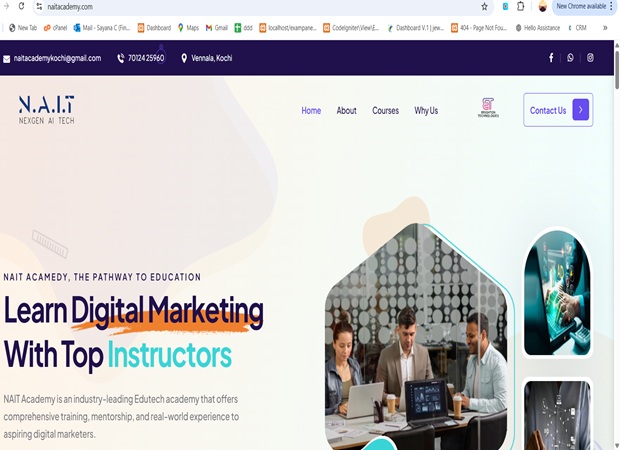 naitacademy.com
New Chrome available
New Tab
cPanel
Mail - Sayana C (Fin...
Dashboard
Maps
Gmail
ddd
localhost/exampane...
CodeIgniter\View\E...
Dashboard V.1 | jew...
404 - Page Not Fou...
Hello Assistance
CRM
»
naitacademykochi@gmail.com
70124 25960
Vennala, Kochi
N.A.I.T
NEXGEN AI TECH
Home
About
Courses
Why Us
BRIGHTON
TECHNOLOGIES
Contact Us
NAIT ACAMEDY, THE PATHWAY TO EDUCATION
Learn Digital Marketing
With Top Instructors
NAIT Academy is an industry-leading Edutech academy that offers
comprehensive training, mentorship, and real-world experience to
aspiring digital marketers.